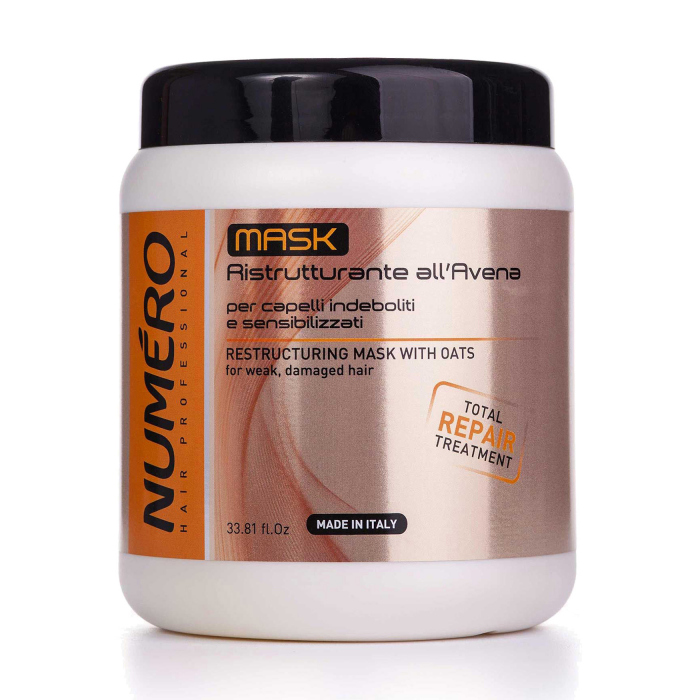 NUMÉRO
HAIR PROFESSIONAL
MASK
Ristrutturante all'Avena
per capelli indeboliti
e sensibilizzati
RESTRUCTURING MASK WITH OATS
for weak, damaged hair
TOTAL
REPAIR
TREATMENT
33.81 fl.Oz
MADE IN ITALY